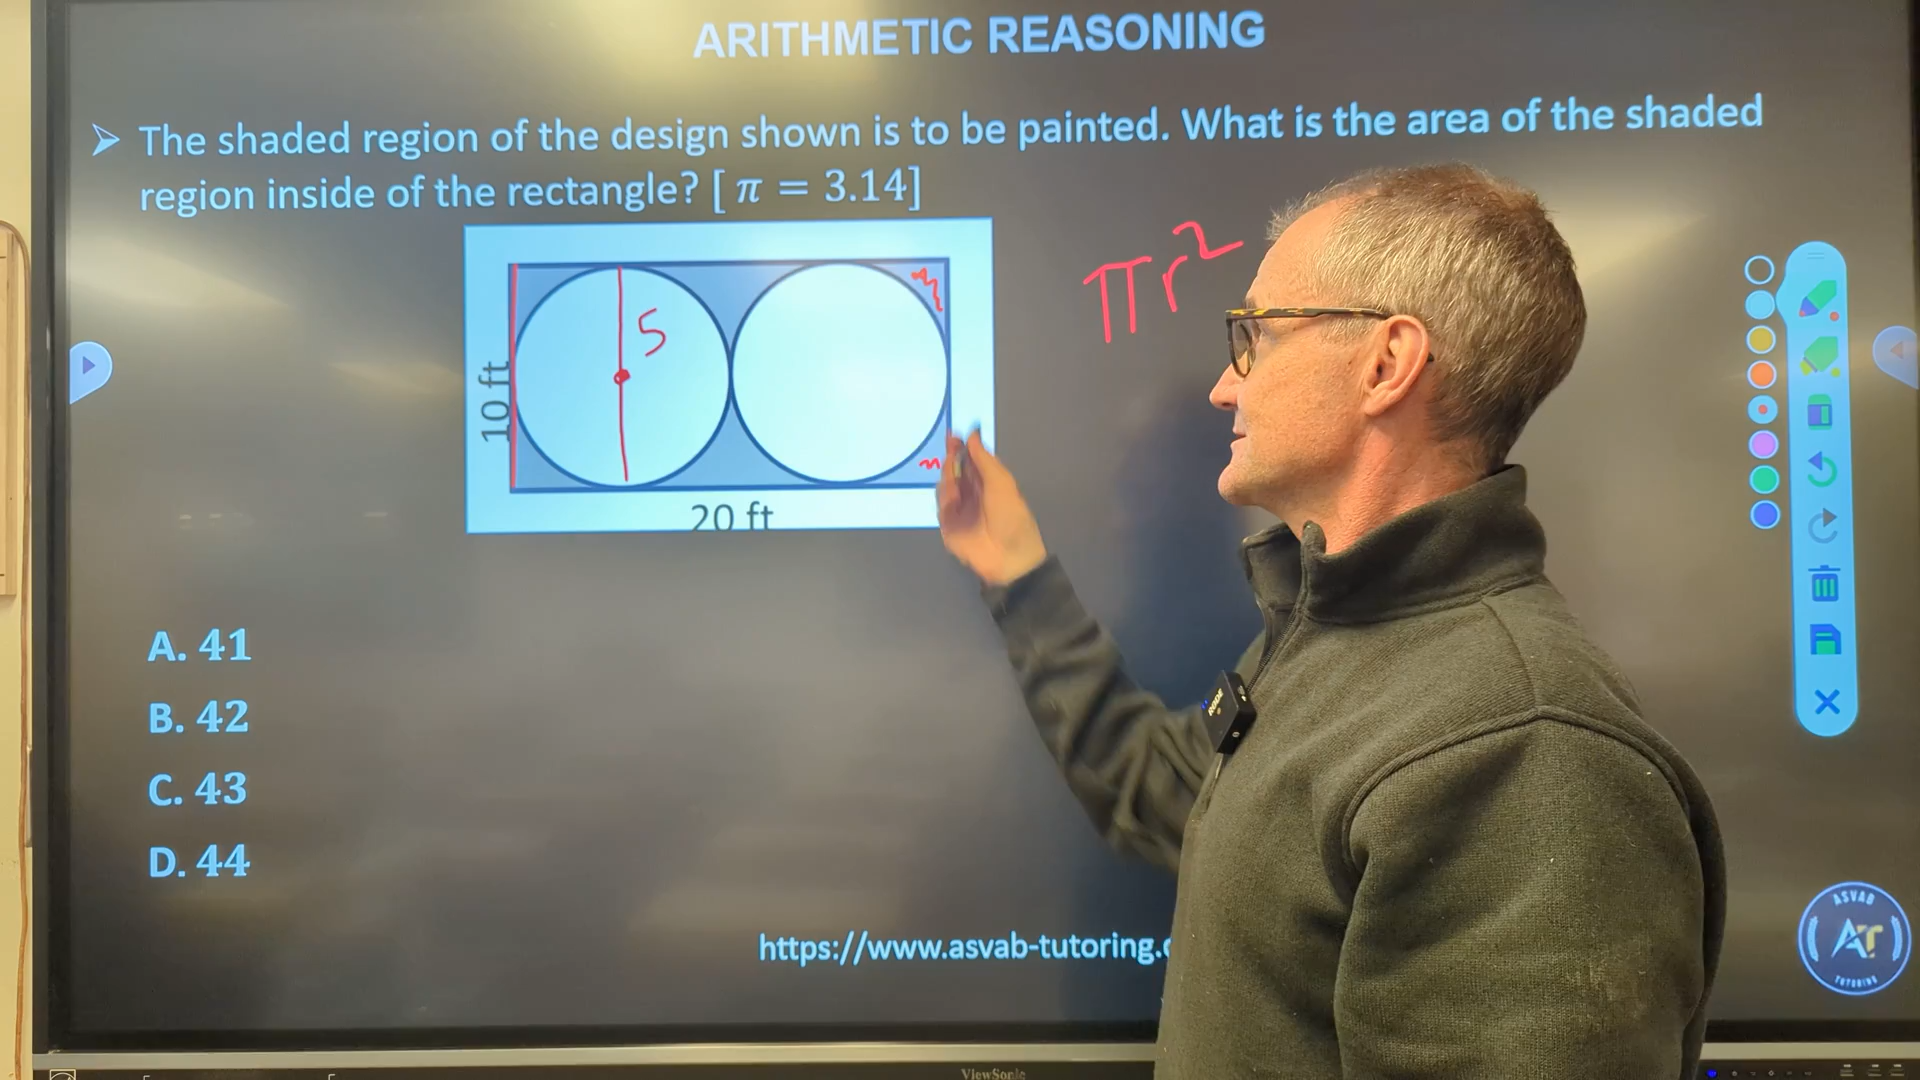 ARITHMETIC REASONING
➢ The shaded region of the design shown is to be painted. What is the area of the shaded
region inside of the rectangle? [ π = 3.14]
πr²
5
10 ft
20 ft
A. 41
B. 42
C. 43
D. 44
RODE
https://www.asvab-tutoring.
ASVAB
AT
TUTORING
ViewSonic